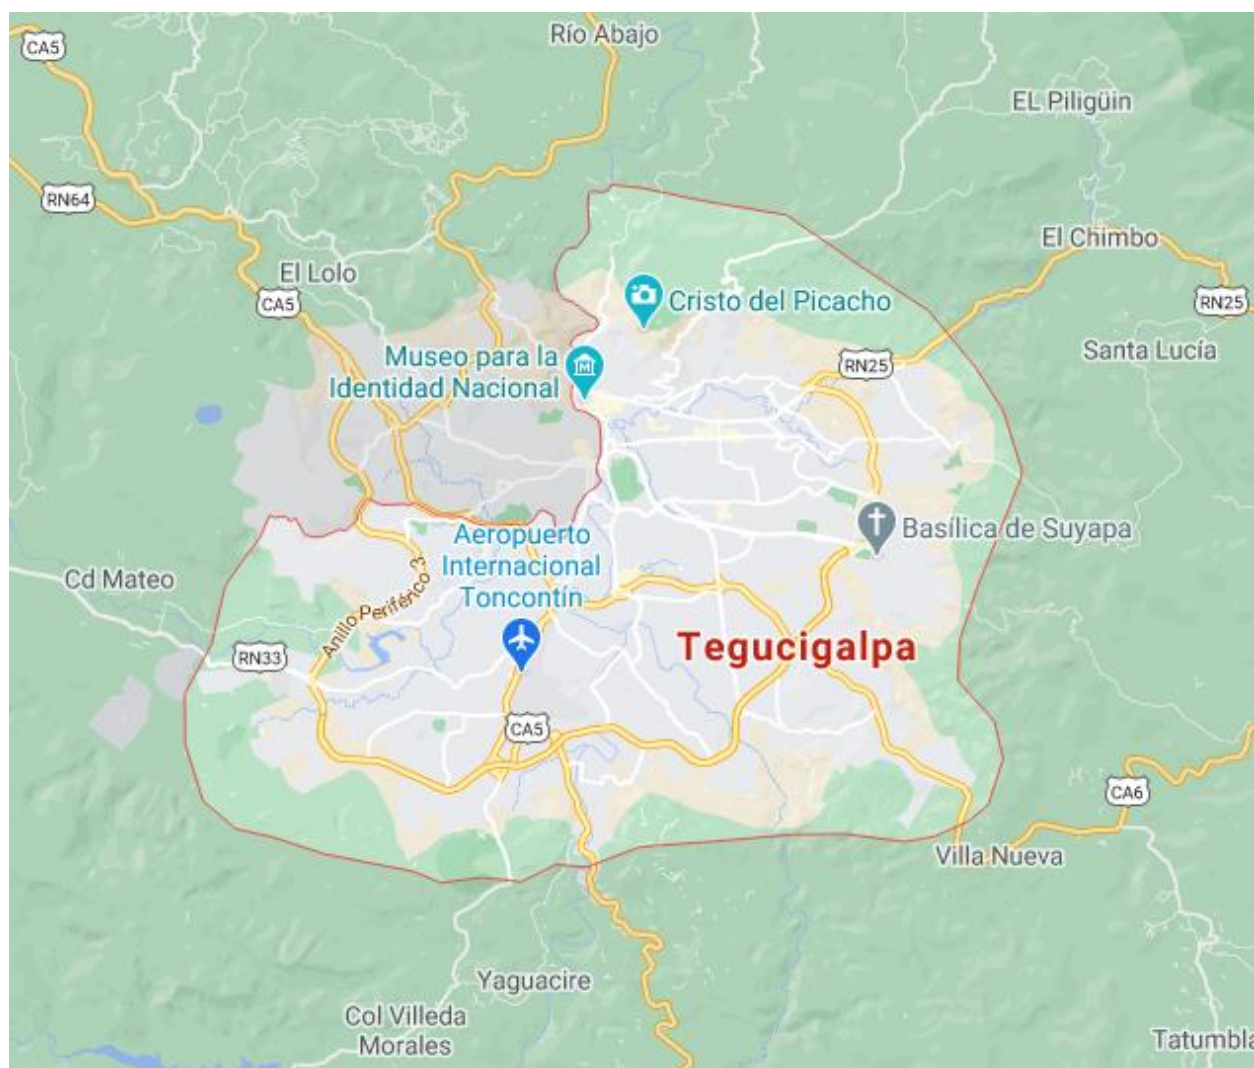 Río Abajo
CA5
EL Piligüin
RN64
El Chimbo
El Lolo
CA5
Cristo del Picacho
RN25
Santa Lucía
Museo para la
Identidad Nacional
RN25
Basílica de Suyapa
Aeropuerto
Internacional
Toncontín
Cd Mateo
Anillo Periférico 3
RN33
Tegucigalpa
CA5
CA6
Villa Nueva
Yaguacire
Col Villeda
Morales
Tatumbla